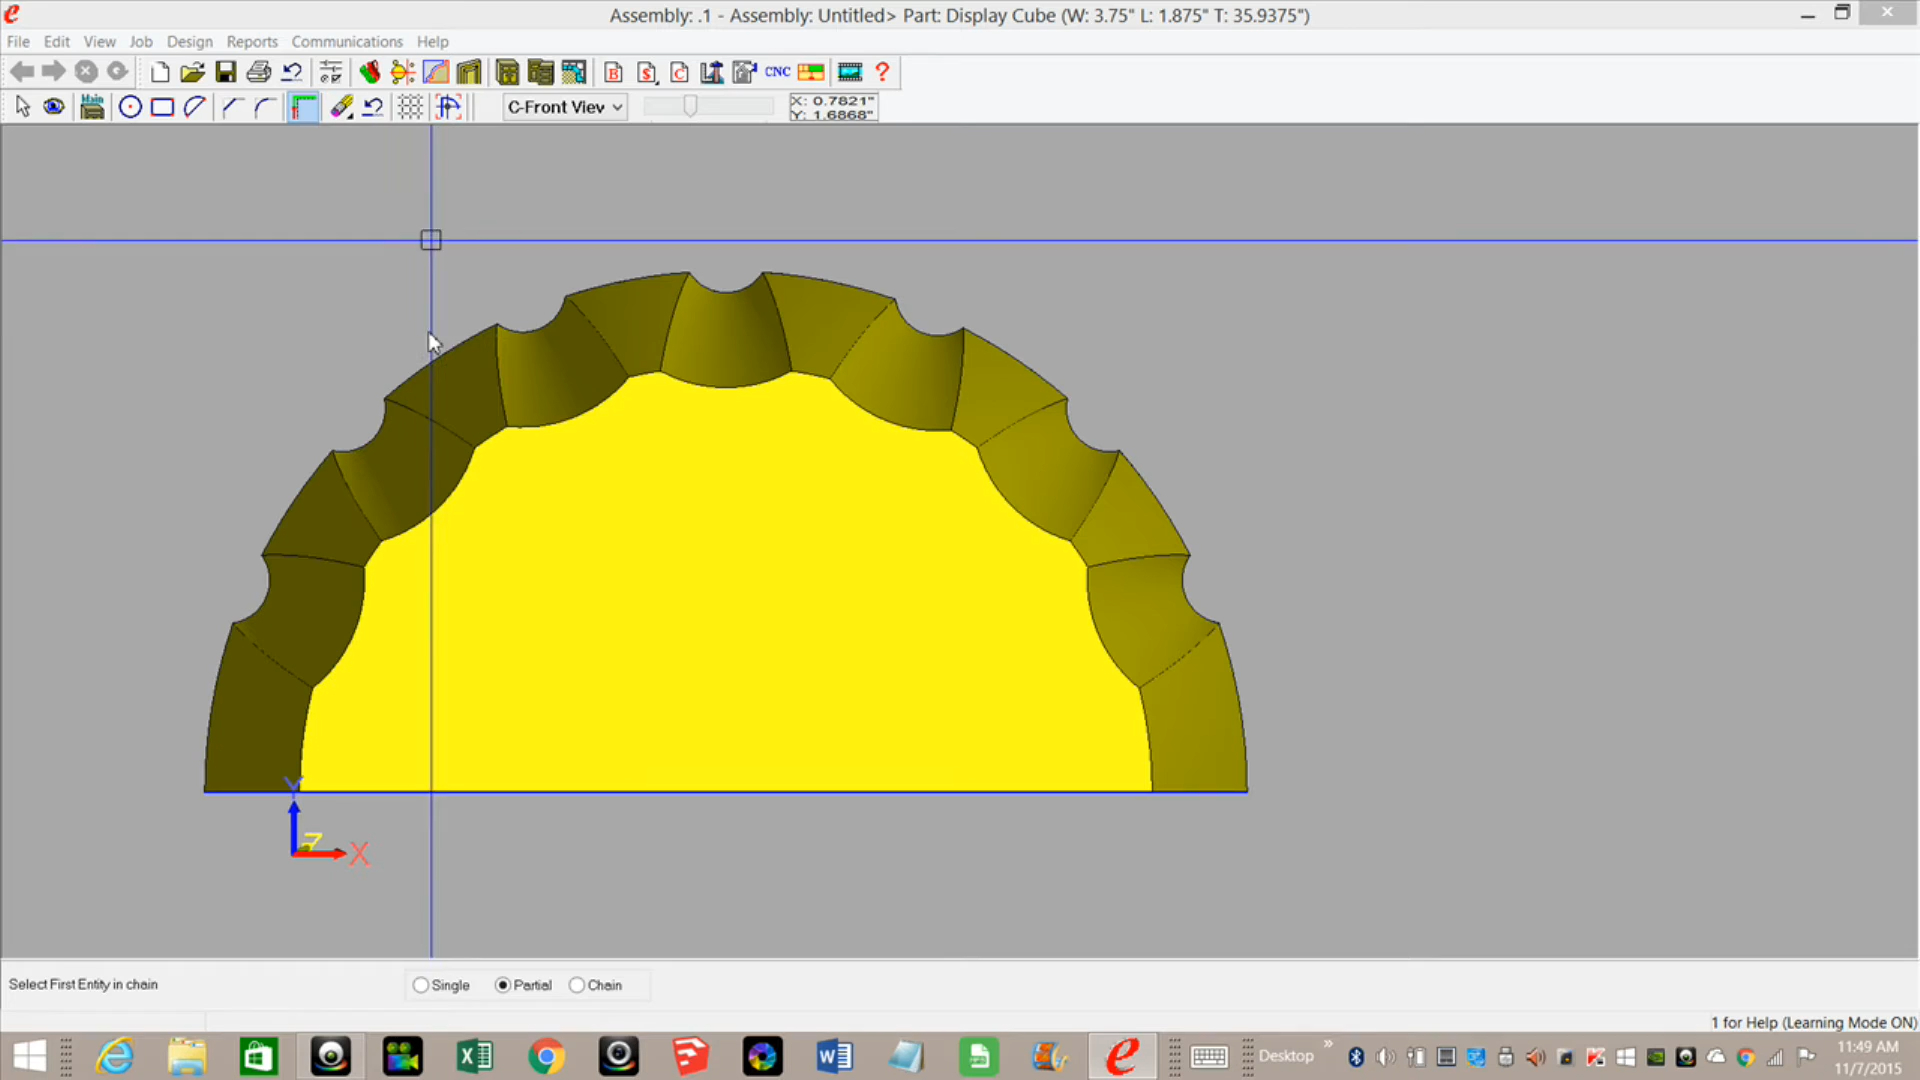 Assembly: .1 - Assembly: Untitled> Part: Display Cube (W: 3.75" L: 1.875" T: 35.9375")
File Edit View Job Design Reports Communications Help
B $ C CNC ?
Main C-Front View X: 0.7821"
Y: 1.6868"
Y
Z
X
Select First Entity in chain Single Partial Chain
1 for Help (Learning Mode ON)
Desktop » 11:49 AM
11/7/2015